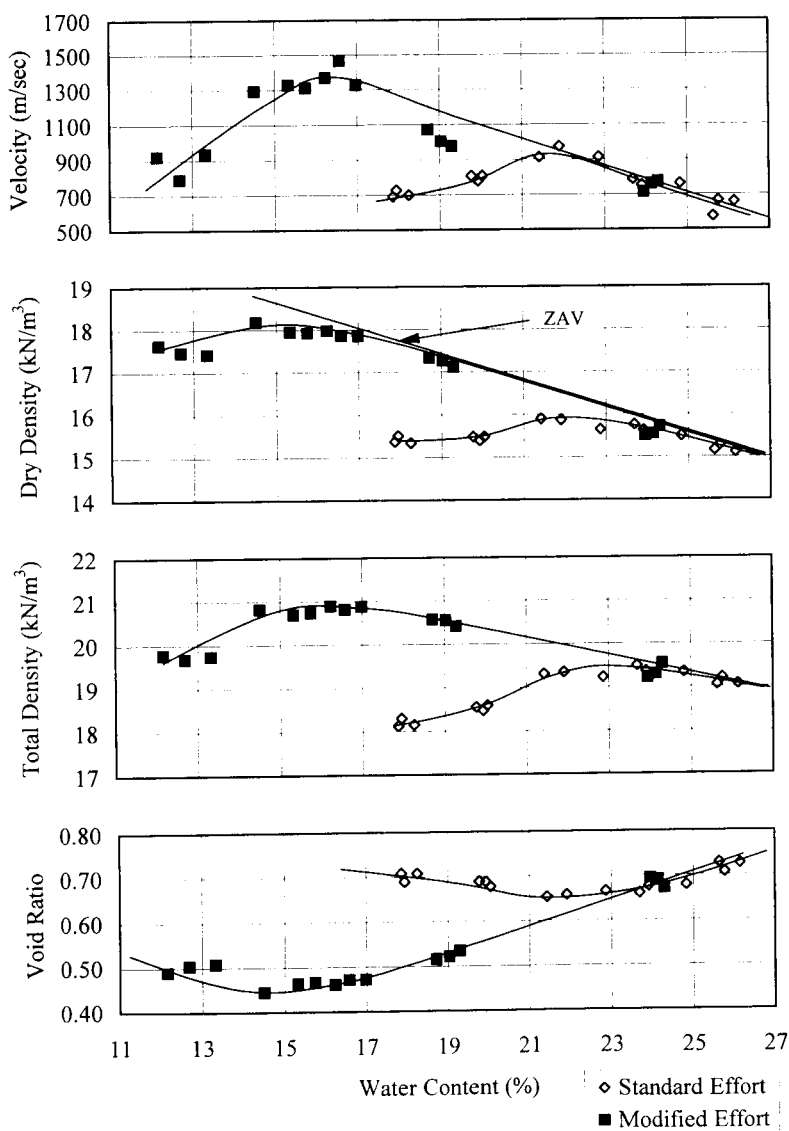 Velocity (m/sec)
1700
1500
1300
1100
900
700
500
Dry Density (kN/m³)
19
18
17
16
15
14
ZAV
Total Density (kN/m³)
22
21
20
19
18
17
Void Ratio
0.80
0.70
0.60
0.50
0.40
11 13 15 17 19 21 23 25 27
Water Content (%)
Standard Effort
Modified Effort